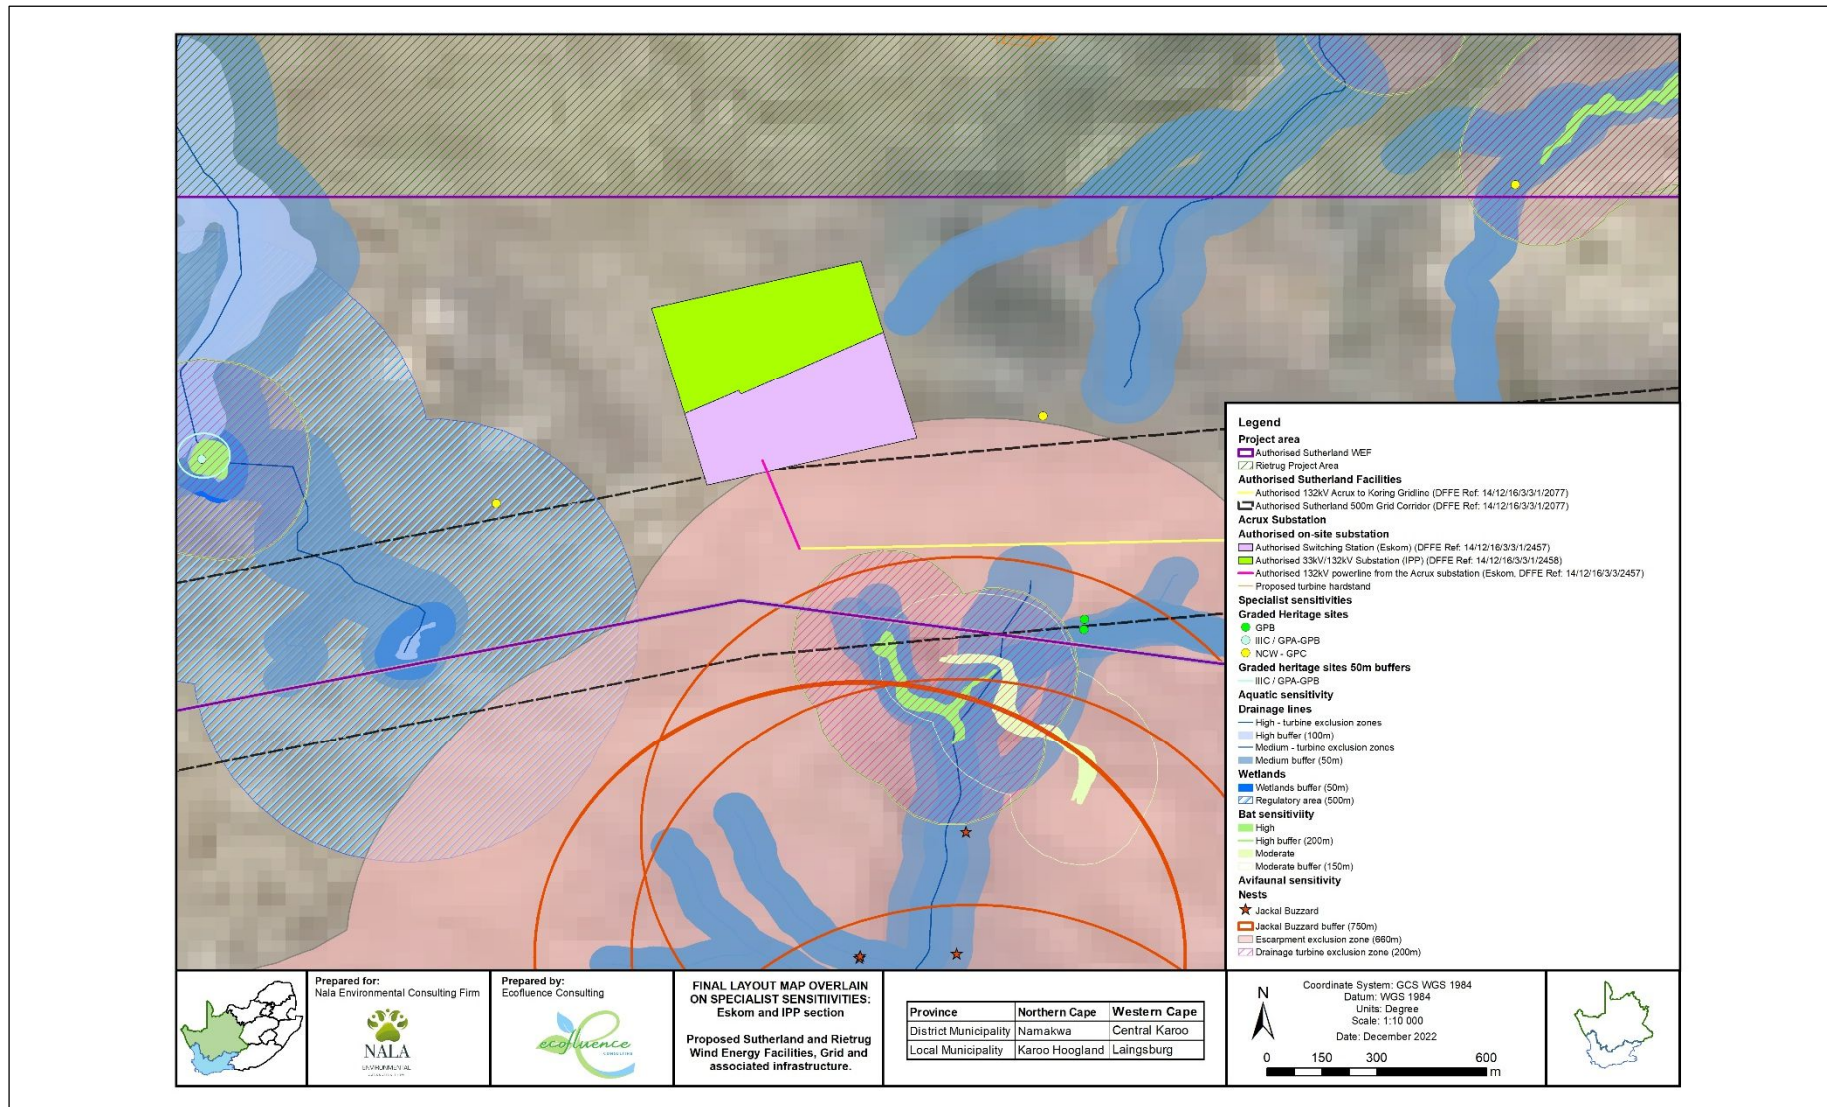 Legend
Project area
Authorised Sutherland WEF
Rietrug Project Area
Authorised Sutherland Facilities
Authorised 132kV Acrux to Koring Gridline (DFFE Ref: 14/12/16/3/3/1/2077)
Authorised Sutherland 500m Grid Corridor (DFFE Ref: 14/12/16/3/3/1/2077)
Acrux Substation
Authorised on-site substation
Authorised Switching Station (Eskom) (DFFE Ref: 14/12/16/3/3/1/2457)
Authorised 33kV/132kV Substation (IPP) (DFFE Ref: 14/12/16/3/3/1/2458)
Authorised 132kV powerline from the Acrux substation (Eskom, DFFE Ref: 14/12/16/3/3/2457)
Proposed turbine hardstand
Specialist sensitivities
Graded Heritage sites
GPB
IIIC / GPA-GPB
NCW - GPC
Graded heritage sites 50m buffers
IIIC / GPA-GPB
Aquatic sensitivity
Drainage lines
High - turbine exclusion zones
High buffer (100m)
Medium - turbine exclusion zones
Medium buffer (50m)
Wetlands
Wetlands buffer (50m)
Regulatory area (500m)
Bat sensitiviity
High
High buffer (200m)
Moderate
Moderate buffer (150m)
Avifaunal sensitivity
Nests
Jackal Buzzard
Jackal Buzzard buffer (750m)
Escarpment exclusion zone (660m)
Drainage turbine exclusion zone (200m)
Prepared for:
Nala Environmental Consulting Firm
NALA
ENVIRONMENTAL
Prepared by:
Ecofluence Consulting
ecofluence
CONSULTING
FINAL LAYOUT MAP OVERLAIN
ON SPECIALIST SENSITIIVITIES:
Eskom and IPP section
Proposed Sutherland and Rietrug
Wind Energy Facilities, Grid and
associated infrastructure.
Province Northern Cape Western Cape
District Municipality Namakwa Central Karoo
Local Municipality Karoo Hoogland Laingsburg
N
Coordinate System: GCS WGS 1984
Datum: WGS 1984
Units: Degree
Scale: 1:10 000
Date: December 2022
0 150 300 600
m